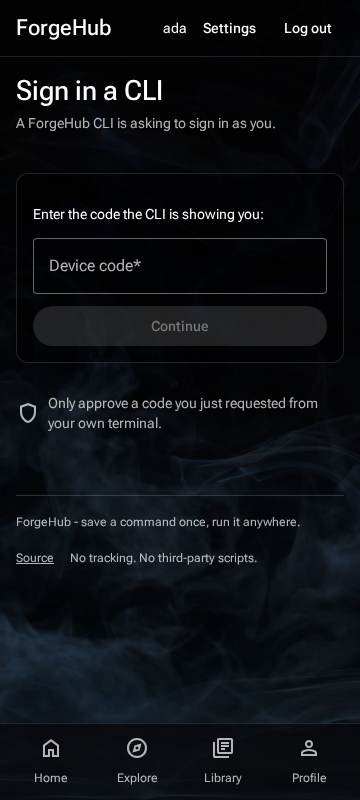 ForgeHub
ada
Settings
Log out
Sign in a CLI
A ForgeHub CLI is asking to sign in as you.
Enter the code the CLI is showing you:
Device code*
Continue
Only approve a code you just requested from
your own terminal.
ForgeHub - save a command once, run it anywhere.
Source
No tracking. No third-party scripts.
Home
Explore
Library
Profile